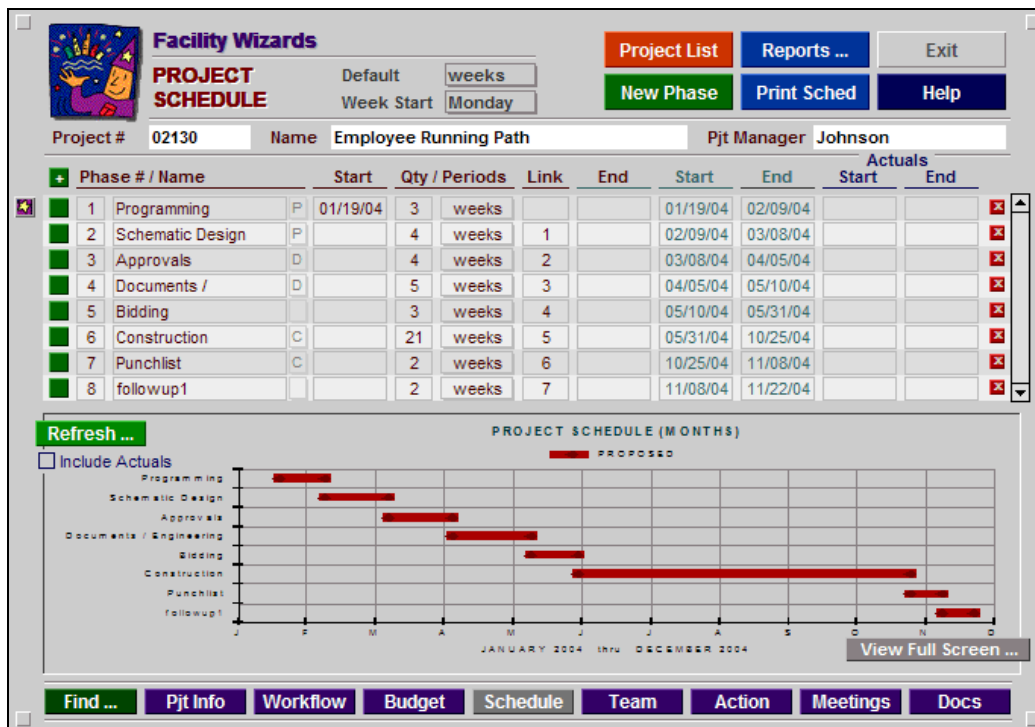 Facility Wizards
PROJECT SCHEDULE
Default weeks
Week Start Monday
Project List Reports ... Exit
New Phase Print Sched Help
Project # 02130 Name Employee Running Path Pjt Manager Johnson
Actuals
+ Phase # / Name Start Qty / Periods Link End Start End Start End
1 Programming P 01/19/04 3 weeks 01/19/04 02/09/04 x
2 Schematic Design P 4 weeks 1 02/09/04 03/08/04 x
3 Approvals D 4 weeks 2 03/08/04 04/05/04 x
4 Documents / D 5 weeks 3 04/05/04 05/10/04 x
5 Bidding 3 weeks 4 05/10/04 05/31/04 x
6 Construction C 21 weeks 5 05/31/04 10/25/04 x
7 Punchlist C 2 weeks 6 10/25/04 11/08/04 x
8 followup1 2 weeks 7 11/08/04 11/22/04 x
Refresh ...
Include Actuals
PROJECT SCHEDULE (MONTHS)
PROPOSED
Programming
Schematic Design
Approvals
Documents / Engineering
Bidding
Construction
Punchlist
followup1
J F M A M J J A S O N D
JANUARY 2004 thru DECEMBER 2004
View Full Screen ...
Find ... Pjt Info Workflow Budget Schedule Team Action Meetings Docs